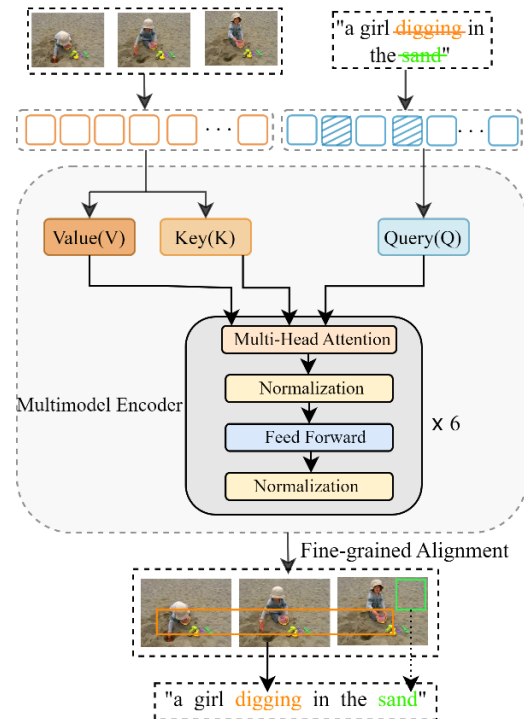 "a girl digging in
the sand"
. . .
. . .
Value(V)
Key(K)
Query(Q)
Multi-Head Attention
Normalization
Multimodel Encoder
x 6
Feed Forward
Normalization
Fine-grained Alignment
"a girl digging in the sand"